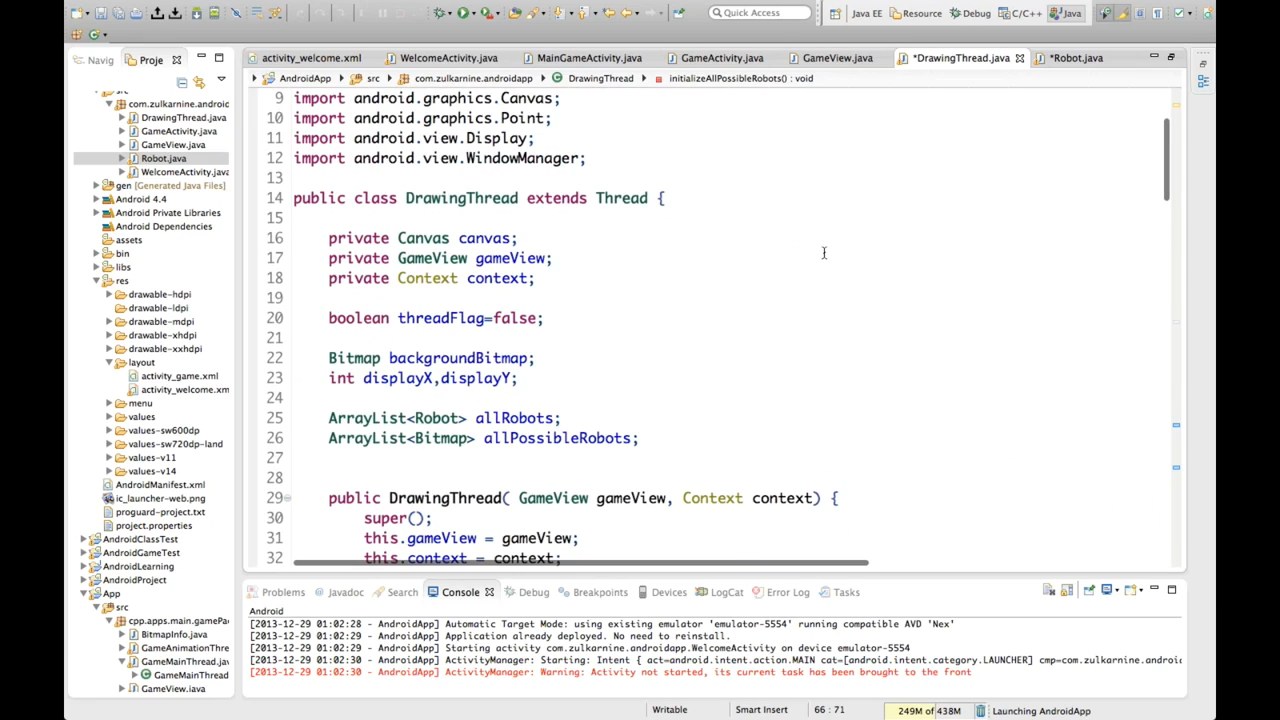 Quick Access
Java EE
Resource
Debug
C/C++
Java
Navig
Proje
activity_welcome.xml
WelcomeActivity.java
MainGameActivity.java
GameActivity.java
GameView.java
*DrawingThread.java
*Robot.java
AndroidApp
src
com.zulkarnine.androidapp
DrawingThread
initializeAllPossibleRobots() : void
src
com.zulkarnine.android
DrawingThread.java
GameActivity.java
GameView.java
Robot.java
WelcomeActivity.java
gen [Generated Java Files]
Android 4.4
Android Private Libraries
Android Dependencies
assets
bin
libs
res
drawable-hdpi
drawable-ldpi
drawable-mdpi
drawable-xhdpi
drawable-xxhdpi
layout
activity_game.xml
activity_welcome.xm
menu
values
values-sw600dp
values-sw720dp-land
values-v11
values-v14
AndroidManifest.xml
ic_launcher-web.png
proguard-project.txt
project.properties
AndroidClassTest
AndroidGameTest
AndroidLearning
AndroidProject
App
src
cpp.apps.main.gamePa
BitmapInfo.java
GameAnimationThre
GameMainThread.jav
GameMainThread
GameView.java
9 import android.graphics.Canvas;
10 import android.graphics.Point;
11 import android.view.Display;
12 import android.view.WindowManager;
13
14 public class DrawingThread extends Thread {
15
16 private Canvas canvas;
17 private GameView gameView;
18 private Context context;
19
20 boolean threadFlag=false;
21
22 Bitmap backgroundBitmap;
23 int displayX,displayY;
24
25 ArrayList<Robot> allRobots;
26 ArrayList<Bitmap> allPossibleRobots;
27
28
29 public DrawingThread( GameView gameView, Context context) {
30 super();
31 this.gameView = gameView;
32 this.context = context;
Problems
Javadoc
Search
Console
Debug
Breakpoints
Devices
LogCat
Error Log
Tasks
Android
[2013-12-29 01:02:28 - AndroidApp] Automatic Target Mode: using existing emulator 'emulator-5554' running compatible AVD 'Nex'
[2013-12-29 01:02:29 - AndroidApp] Application already deployed. No need to reinstall.
[2013-12-29 01:02:29 - AndroidApp] Starting activity com.zulkarnine.androidapp.WelcomeActivity on device emulator-5554
[2013-12-29 01:02:30 - AndroidApp] ActivityManager: Starting: Intent { act=android.intent.action.MAIN cat=[android.intent.category.LAUNCHER] cmp=com.zulkarnine.androi
[2013-12-29 01:02:30 - AndroidApp] ActivityManager: Warning: Activity not started, its current task has been brought to the front
Writable
Smart Insert
66 : 71
249M of 438M
Launching AndroidApp